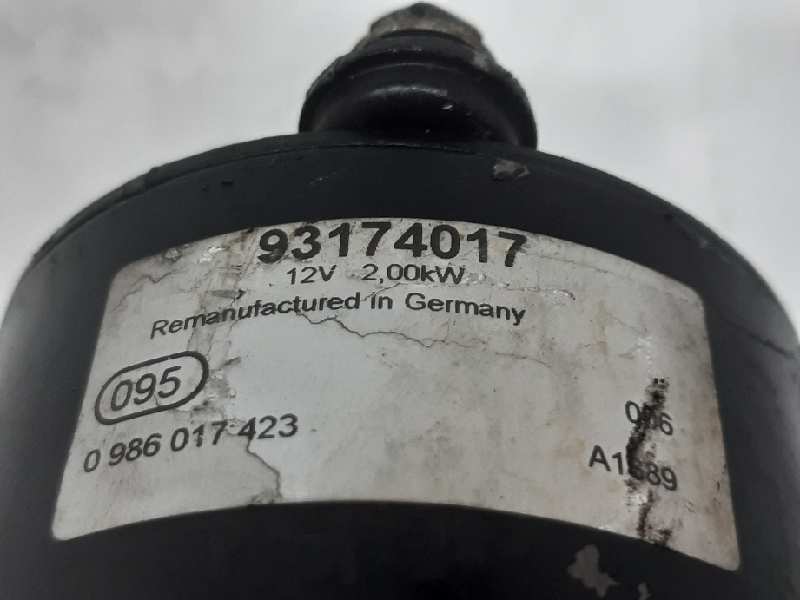 93174017
12V 2,00kW
Remanufactured in Germany
095
0 986 017 423